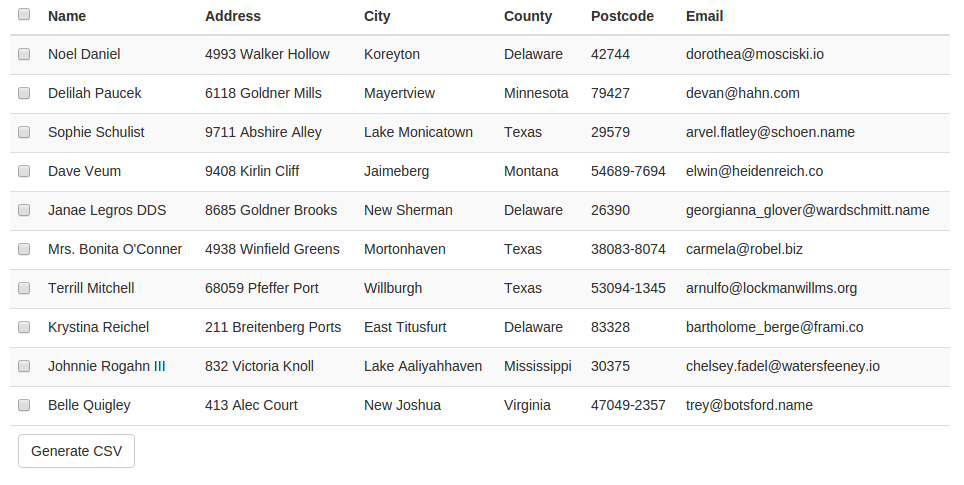 Name Address City County Postcode Email
Noel Daniel 4993 Walker Hollow Koreyton Delaware 42744 dorothea@mosciski.io
Delilah Paucek 6118 Goldner Mills Mayertview Minnesota 79427 devan@hahn.com
Sophie Schulist 9711 Abshire Alley Lake Monicatown Texas 29579 arvel.flatley@schoen.name
Dave Veum 9408 Kirlin Cliff Jaimeberg Montana 54689-7694 elwin@heidenreich.co
Janae Legros DDS 8685 Goldner Brooks New Sherman Delaware 26390 georgianna_glover@wardschmitt.name
Mrs. Bonita O'Conner 4938 Winfield Greens Mortonhaven Texas 38083-8074 carmela@robel.biz
Terrill Mitchell 68059 Pfeffer Port Willburgh Texas 53094-1345 arnulfo@lockmanwillms.org
Krystina Reichel 211 Breitenberg Ports East Titusfurt Delaware 83328 bartholome_berge@frami.co
Johnnie Rogahn III 832 Victoria Knoll Lake Aaliyahhaven Mississippi 30375 chelsey.fadel@watersfeeney.io
Belle Quigley 413 Alec Court New Joshua Virginia 47049-2357 trey@botsford.name
Generate CSV